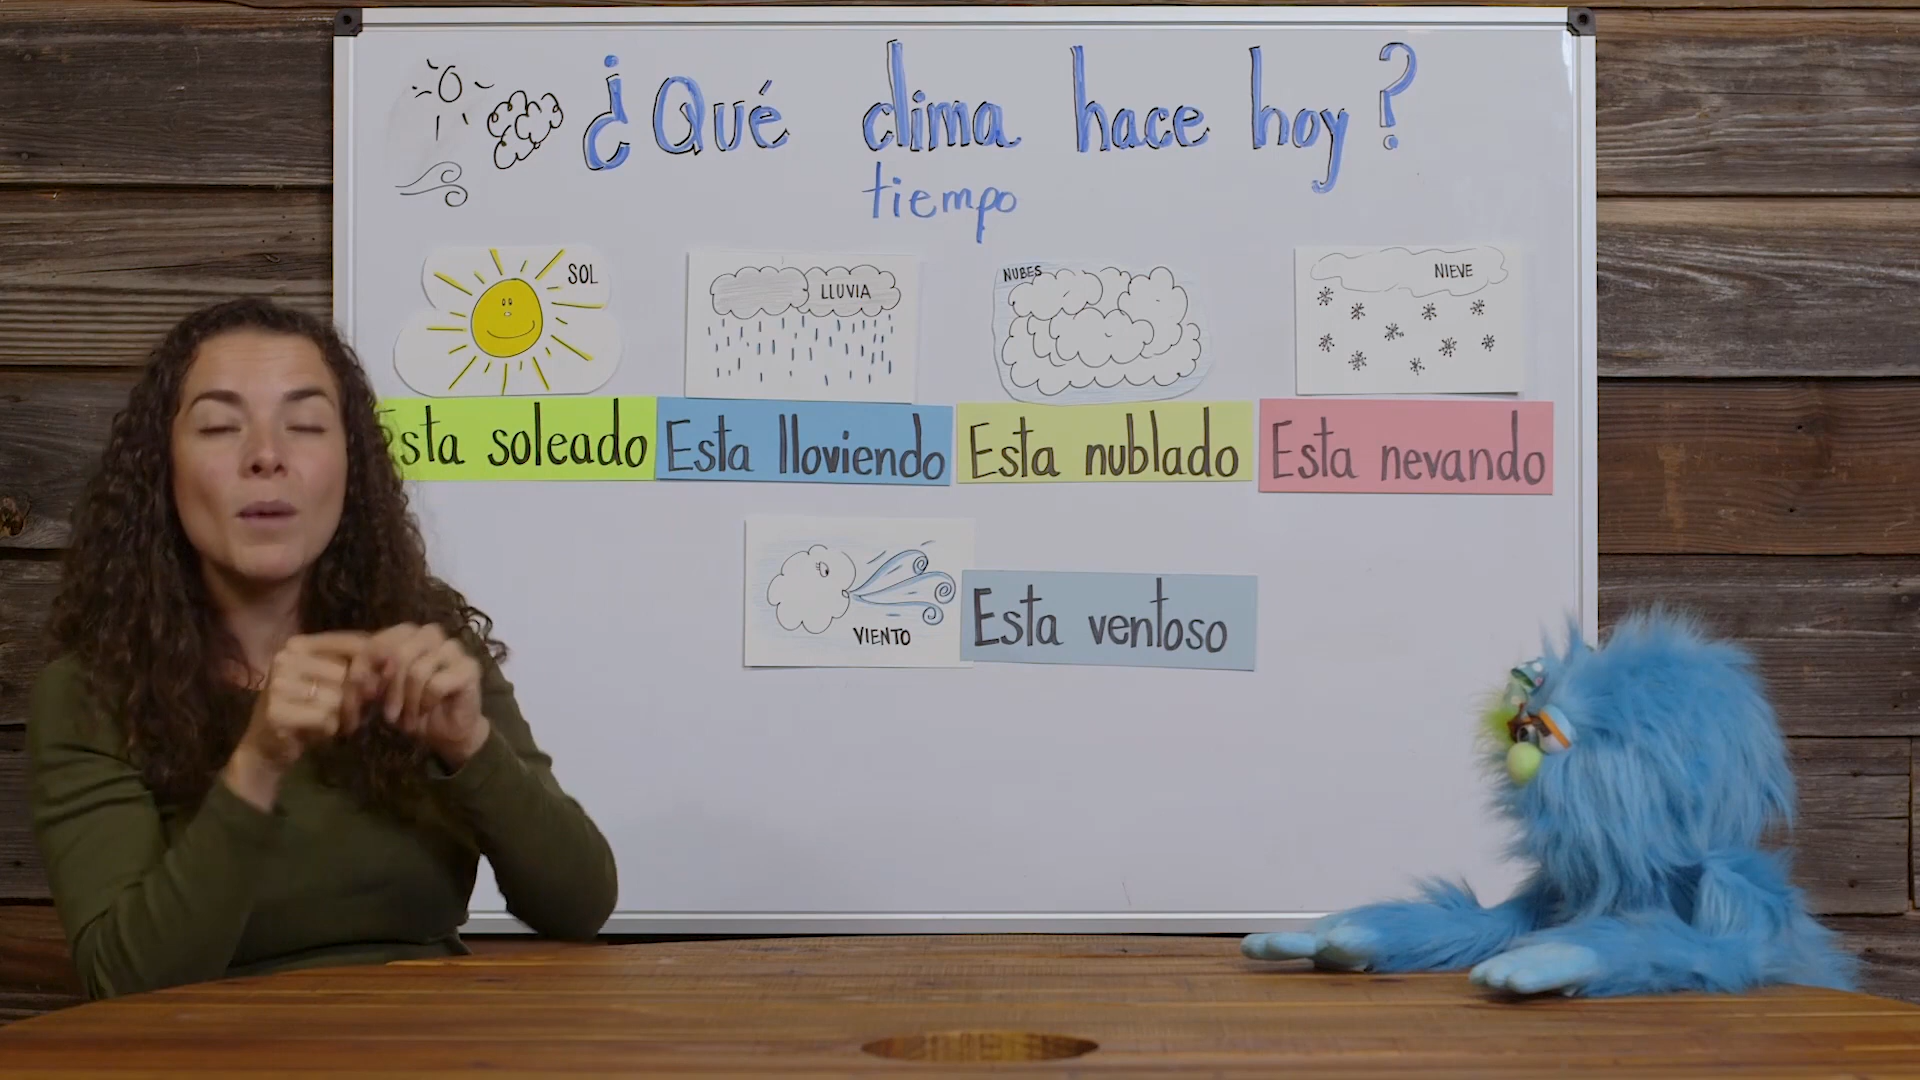 ¿Qué clima hace hoy?
tiempo
SOL
LLUVIA
NUBES
NIEVE
Esta soleado
Esta lloviendo
Esta nublado
Esta nevando
VIENTO
Esta ventoso